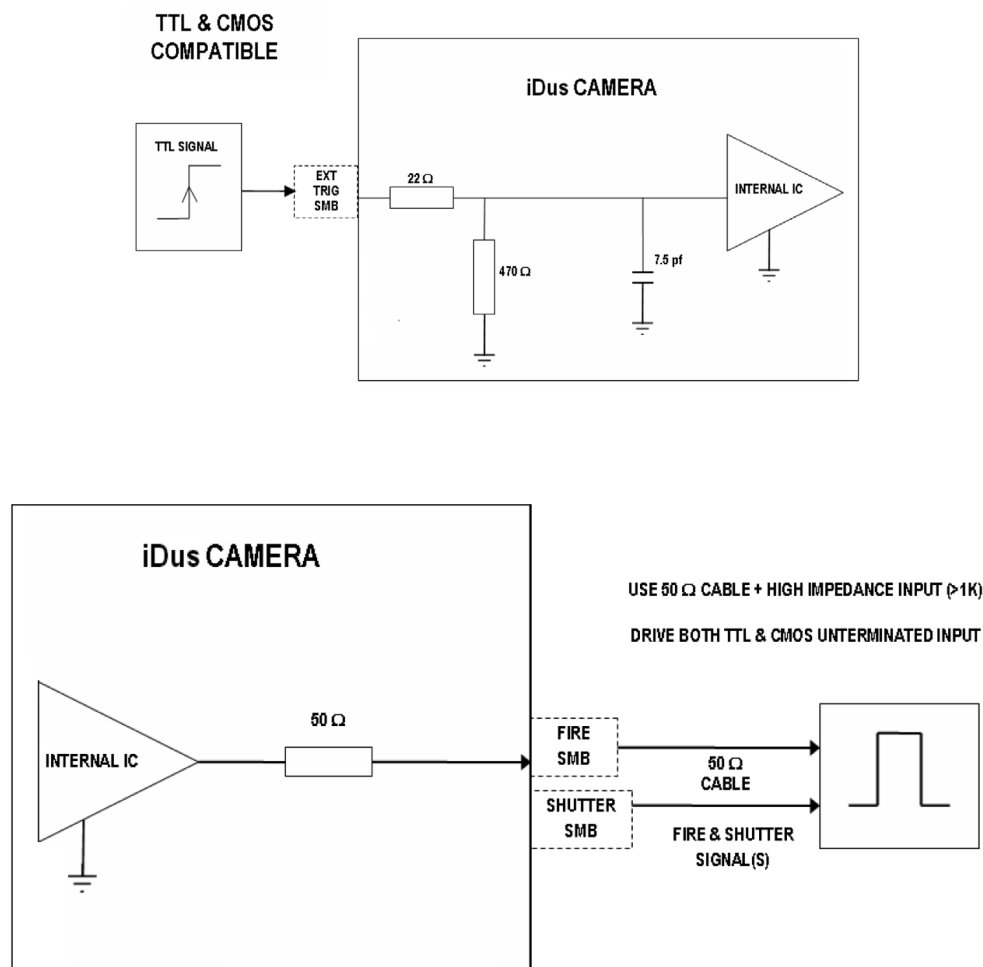 TTL & CMOS
COMPATIBLE
iDus CAMERA
TTL SIGNAL
EXT
TRIG
SMB
22 Ω
INTERNAL IC
470 Ω
7.5 pf
iDus CAMERA
USE 50 Ω CABLE + HIGH IMPEDANCE INPUT (>1K)
DRIVE BOTH TTL & CMOS UNTERMINATED INPUT
50 Ω
INTERNAL IC
FIRE
SMB
50 Ω
CABLE
SHUTTER
SMB
FIRE & SHUTTER
SIGNAL(S)